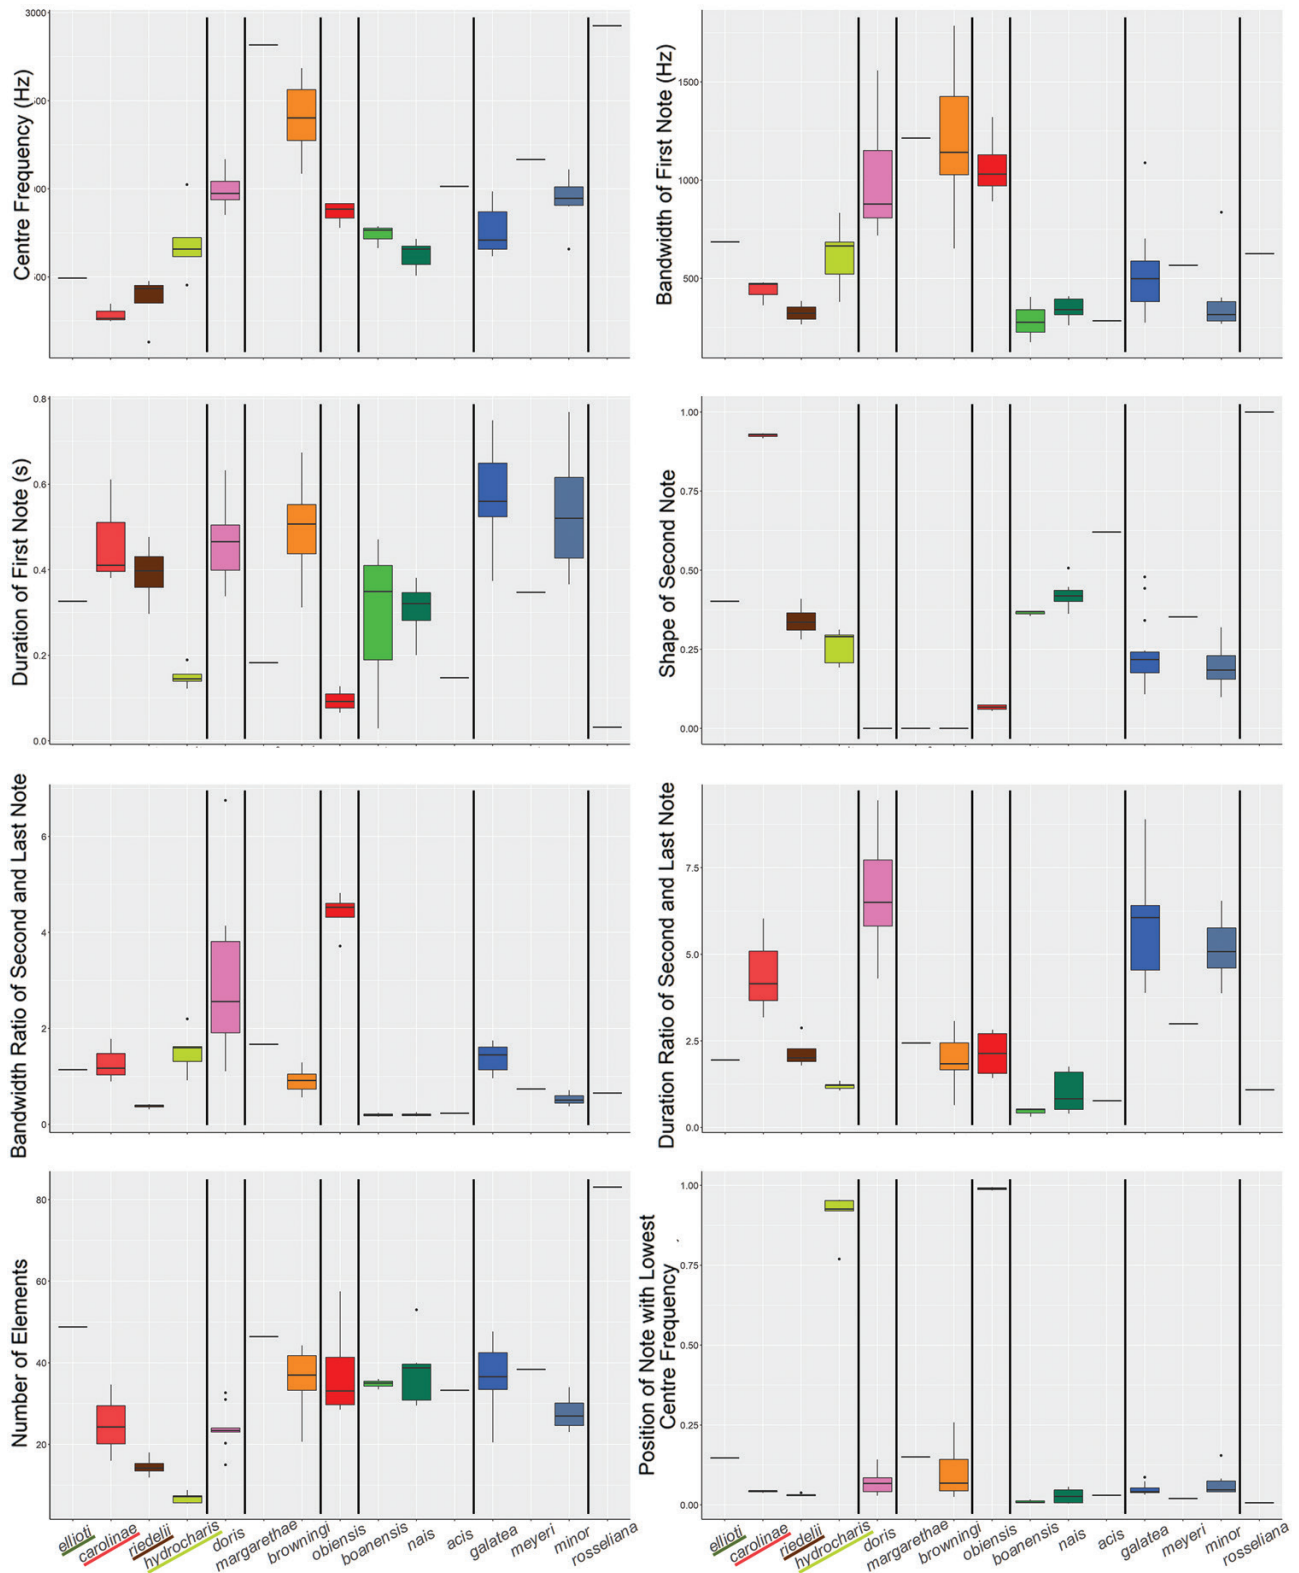 Centre Frequency (Hz)
3000
500
000
500
Bandwidth of First Note (Hz)
1500
1000
500
Duration of First Note (s)
0.8
0.6
0.4
0.2
0.0
Shape of Second Note
1.00
0.75
0.50
0.25
0.00
Bandwidth Ratio of Second and Last Note
6
4
2
0
Duration Ratio of Second and Last Note
7.5
5.0
2.5
0.0
Number of Elements
80
60
40
20
Position of Note with Lowest
Centre Frequency
1.00
0.75
0.50
0.25
0.00
ellioti
carolinae
riedelii
hydrocharis
doris
margarethae
browningi
obiensis
boanensis
nais
acis
galatea
meyeri
minor
rosseliana
ellioti
carolinae
riedelii
hydrocharis
doris
margarethae
browningi
obiensis
boanensis
nais
acis
galatea
meyeri
minor
rosseliana